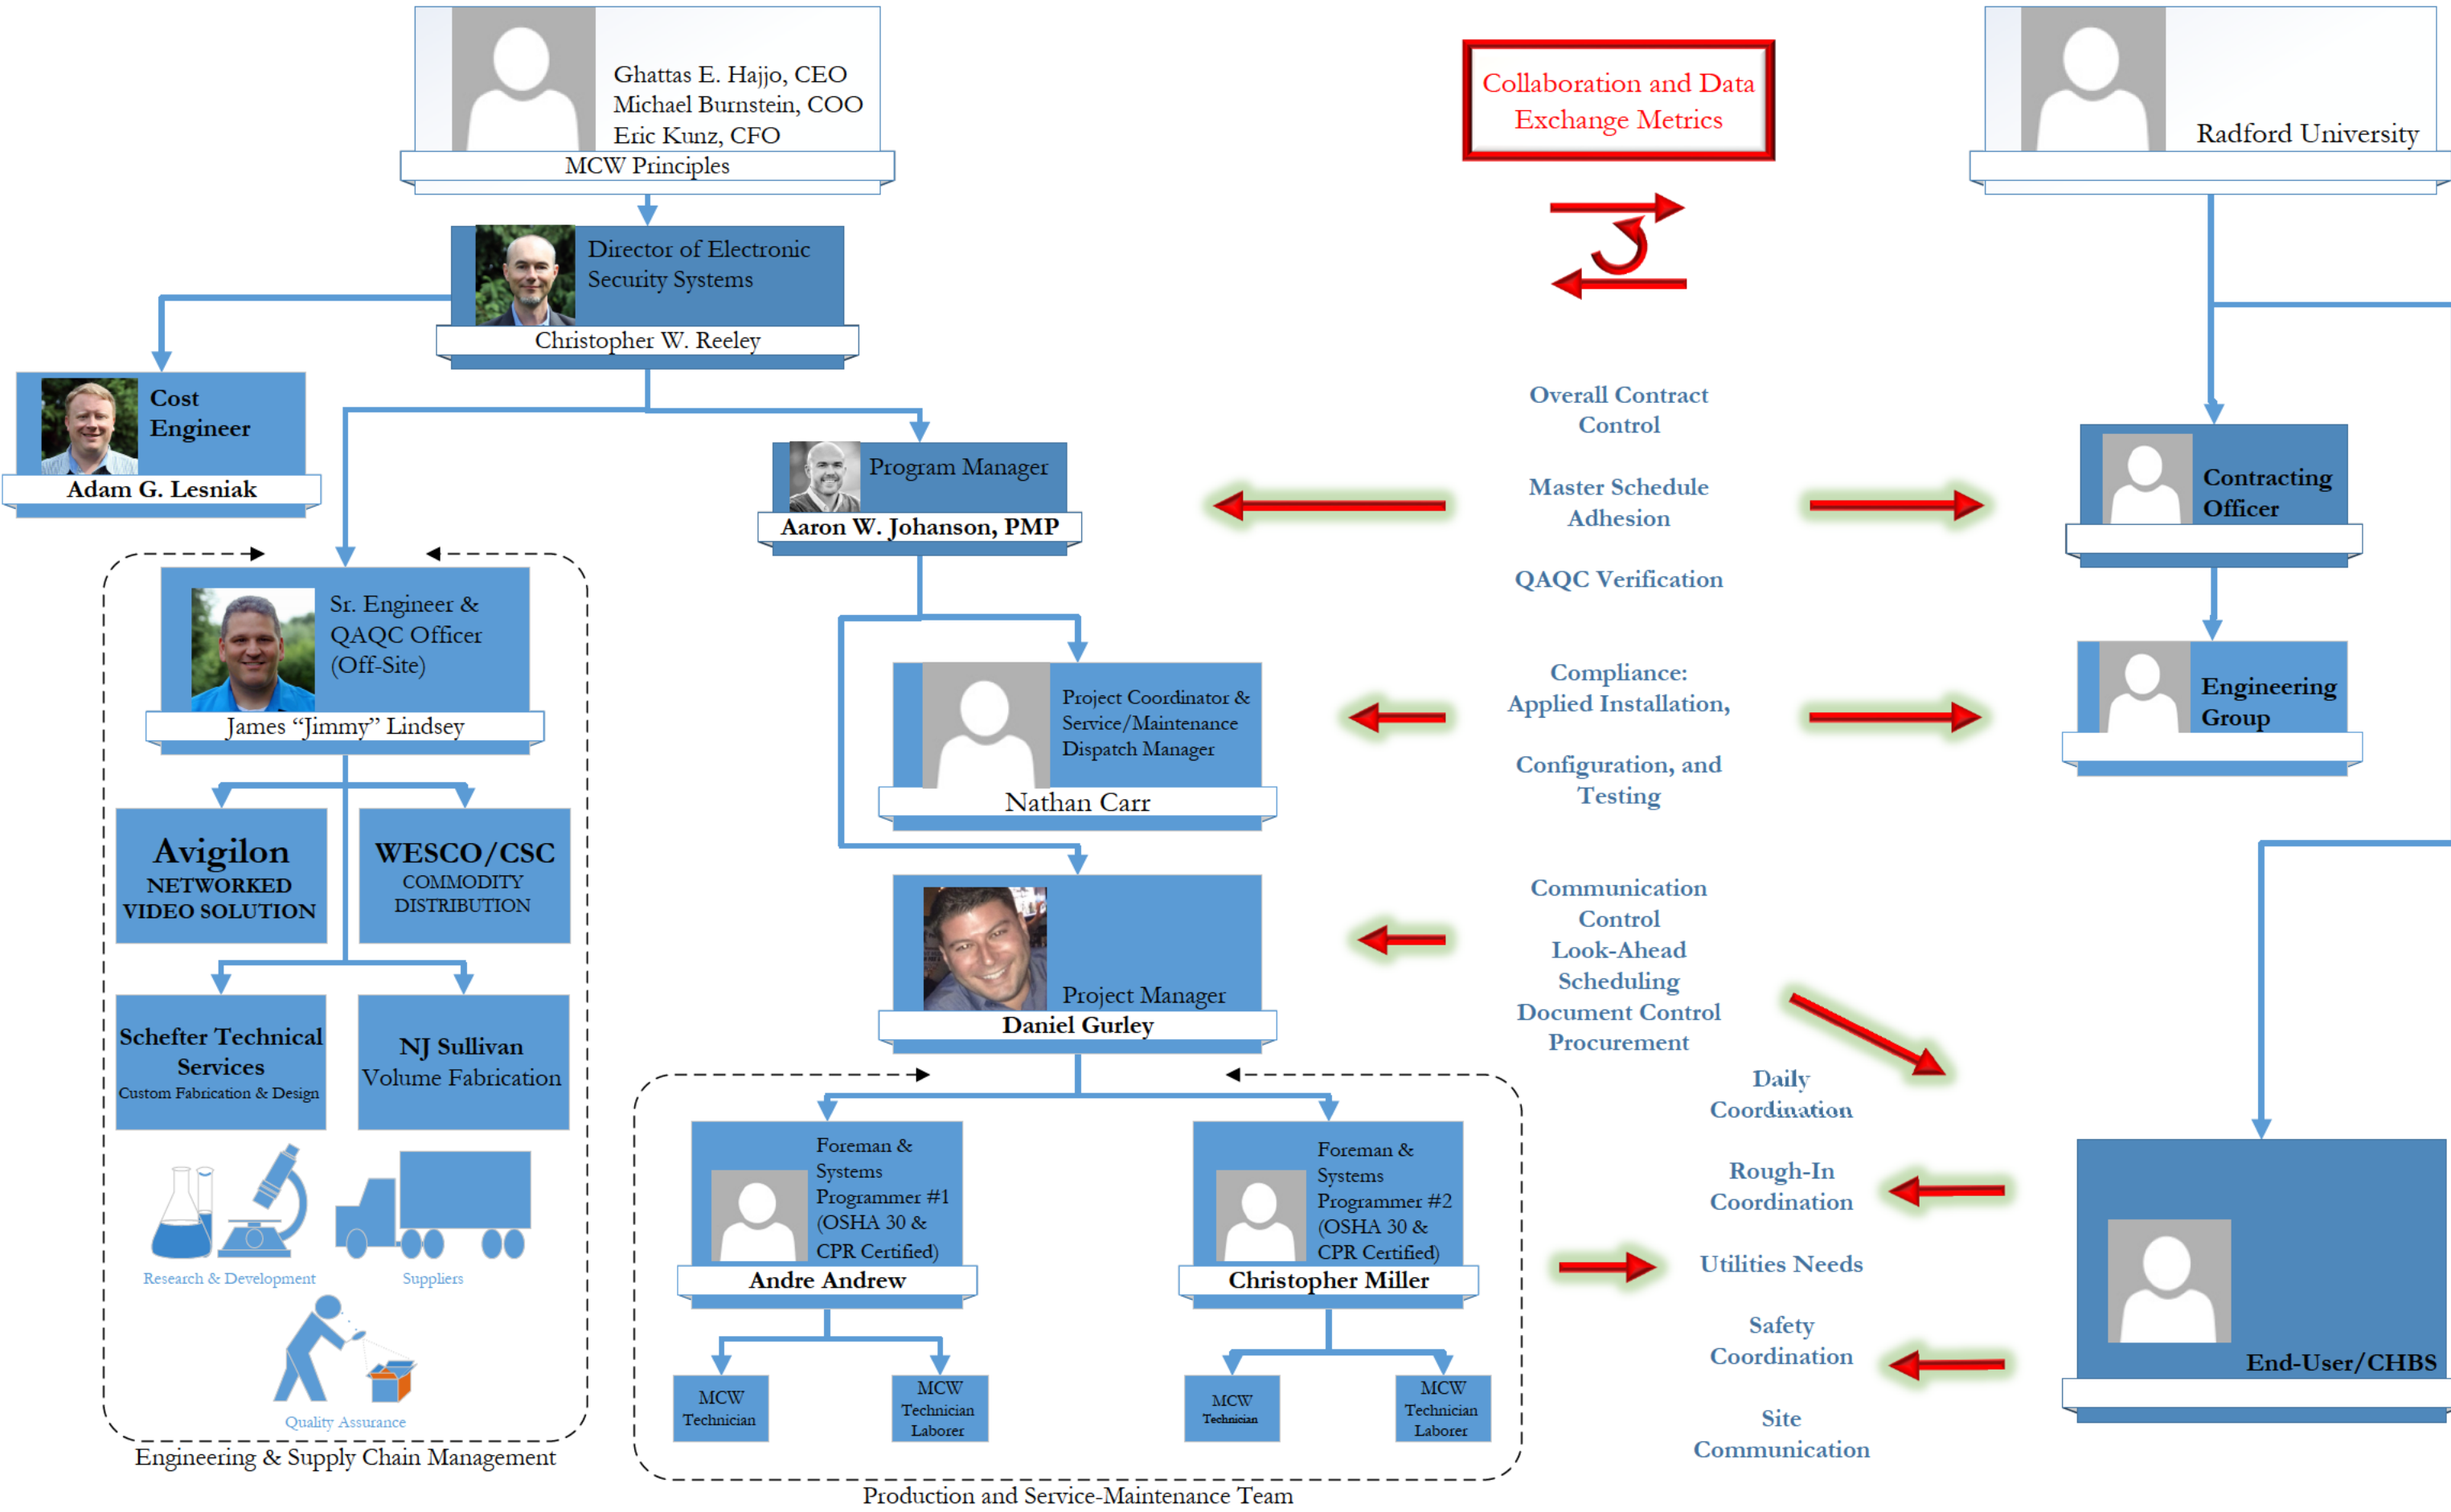 Ghattas E. Hajjo, CEO
Michael Burnstein, COO
Eric Kunz, CFO
MCW Principles
Collaboration and Data
Exchange Metrics
Radford University
Director of Electronic
Security Systems
Christopher W. Reeley
Cost
Engineer
Adam G. Lesniak
Program Manager
Aaron W. Johanson, PMP
Overall Contract
Control
Master Schedule
Adhesion
QAQC Verification
Contracting
Officer
Sr. Engineer &
QAQC Officer
(Off-Site)
James “Jimmy” Lindsey
Project Coordinator &
Service/Maintenance
Dispatch Manager
Nathan Carr
Compliance:
Applied Installation,
Configuration, and
Testing
Engineering
Group
Avigilon
NETWORKED
VIDEO SOLUTION
WESCO/CSC
COMMODITY
DISTRIBUTION
Schefter Technical
Services
Custom Fabrication & Design
NJ Sullivan
Volume Fabrication
Research & Development
Suppliers
Quality Assurance
Engineering & Supply Chain Management
Project Manager
Daniel Gurley
Communication
Control
Look-Ahead
Scheduling
Document Control
Procurement
Foreman &
Systems
Programmer #1
(OSHA 30 &
CPR Certified)
Andre Andrew
Foreman &
Systems
Programmer #2
(OSHA 30 &
CPR Certified)
Christopher Miller
MCW
Technician
MCW
Technician
Laborer
MCW
Technician
MCW
Technician
Laborer
Production and Service-Maintenance Team
Daily
Coordination
Rough-In
Coordination
Utilities Needs
Safety
Coordination
Site
Communication
End-User/CHBS